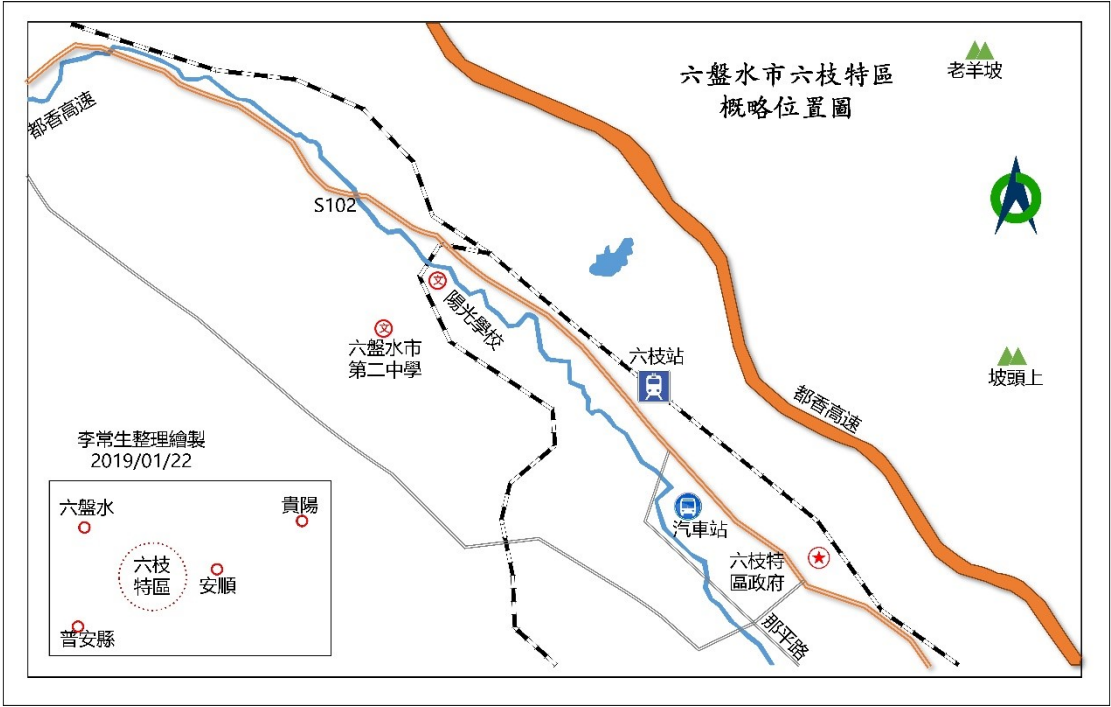 六盤水市六枝特區
概略位置圖
老羊坡
都香高速
S102
文
陽光學校
文
六盤水市
第二中學
六枝站
坡頭上
都香高速
李常生整理繪製
2019/01/22
六盤水
貴陽
六枝
特區
安順
普安縣
汽車站
六枝特
區政府
那平路